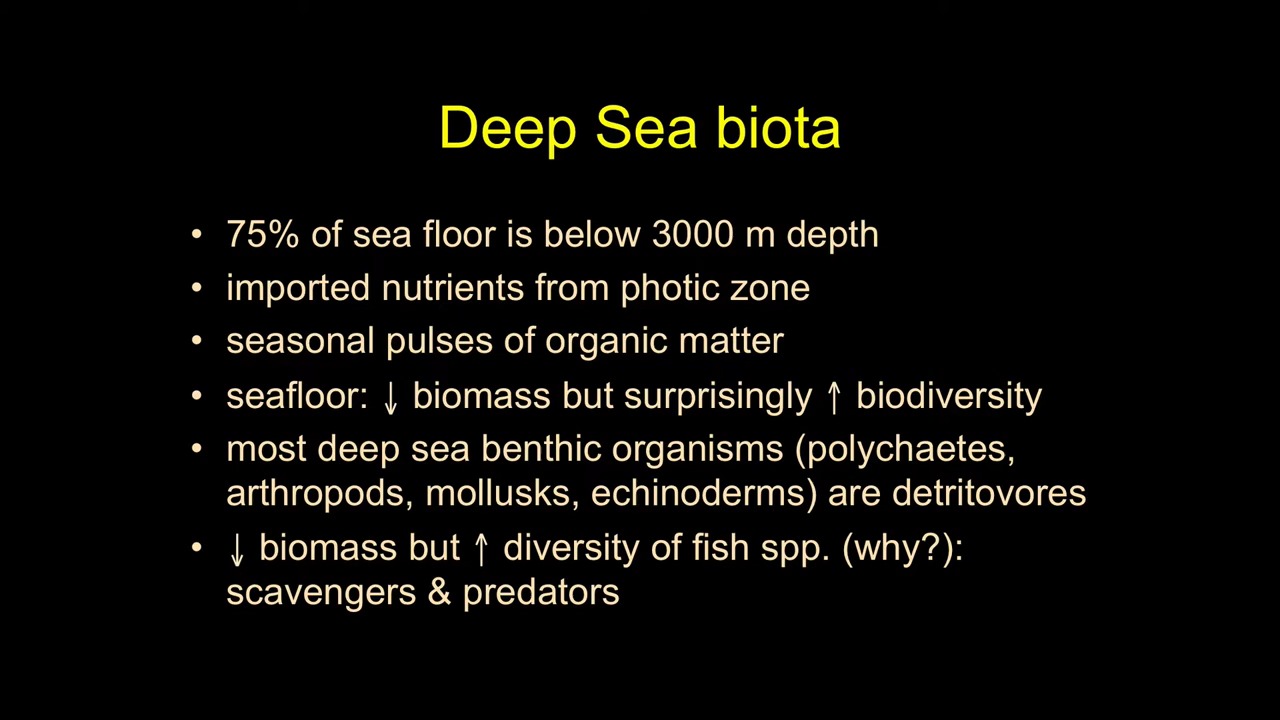 Deep Sea biota
• 75% of sea floor is below 3000 m depth
• imported nutrients from photic zone
• seasonal pulses of organic matter
• seafloor: ↓ biomass but surprisingly ↑ biodiversity
• most deep sea benthic organisms (polychaetes,
arthropods, mollusks, echinoderms) are detritovores
• ↓ biomass but ↑ diversity of fish spp. (why?):
scavengers & predators